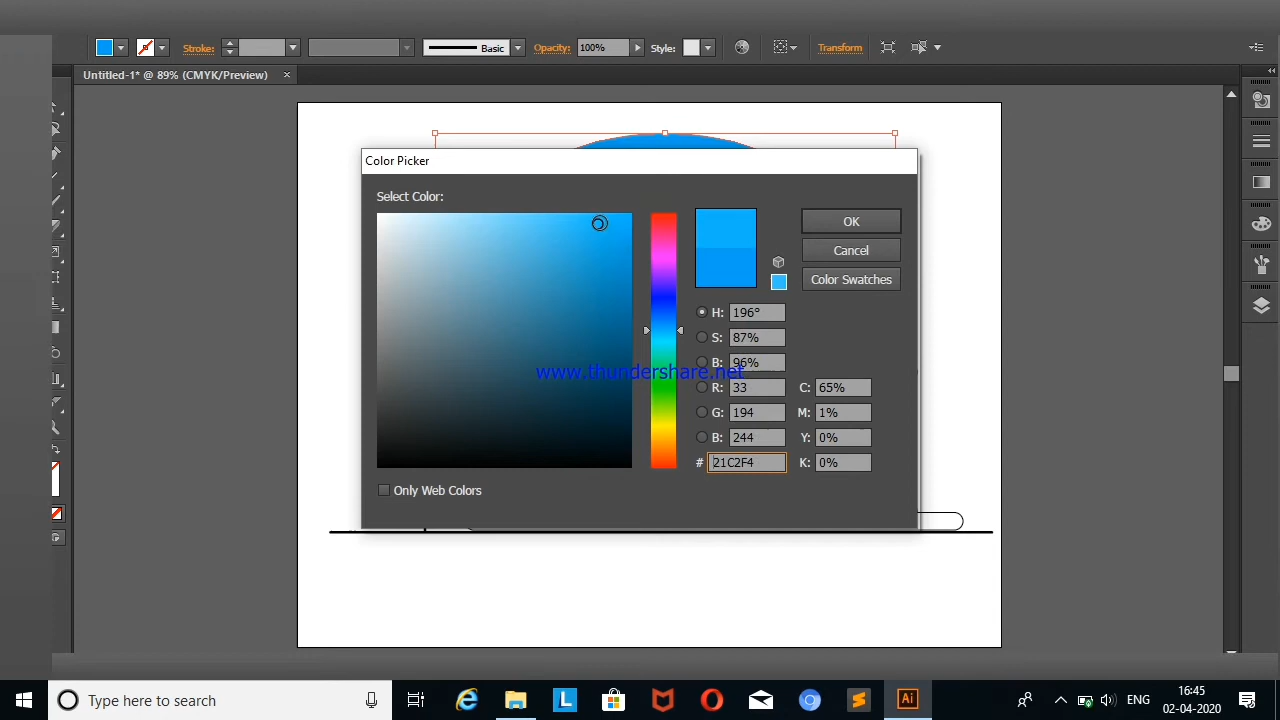 Stroke:
Basic
Opacity:
100%
Style:
Transform
Untitled-1* @ 89% (CMYK/Preview)
×
Color Picker
Select Color:
OK
Cancel
Color Swatches
H: 196°
S: 87%
B: 96%
www.thundershare.net
R: 33
C: 65%
G: 194
M: 1%
B: 244
Y: 0%
# 21C2F4
K: 0%
Only Web Colors
Type here to search
L
Ai
ENG
16:45
02-04-2020